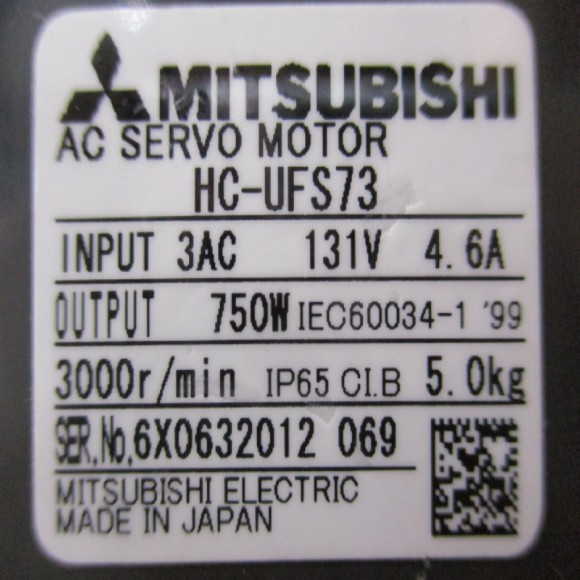 MITSUBISHI
AC SERVO MOTOR
HC-UFS73
INPUT 3AC 131V 4.6A
OUTPUT 750W IEC60034-1 '99
3000r/min IP65 CI.B 5.0kg
SER.No.6X0632012 069
MITSUBISHI ELECTRIC
MADE IN JAPAN